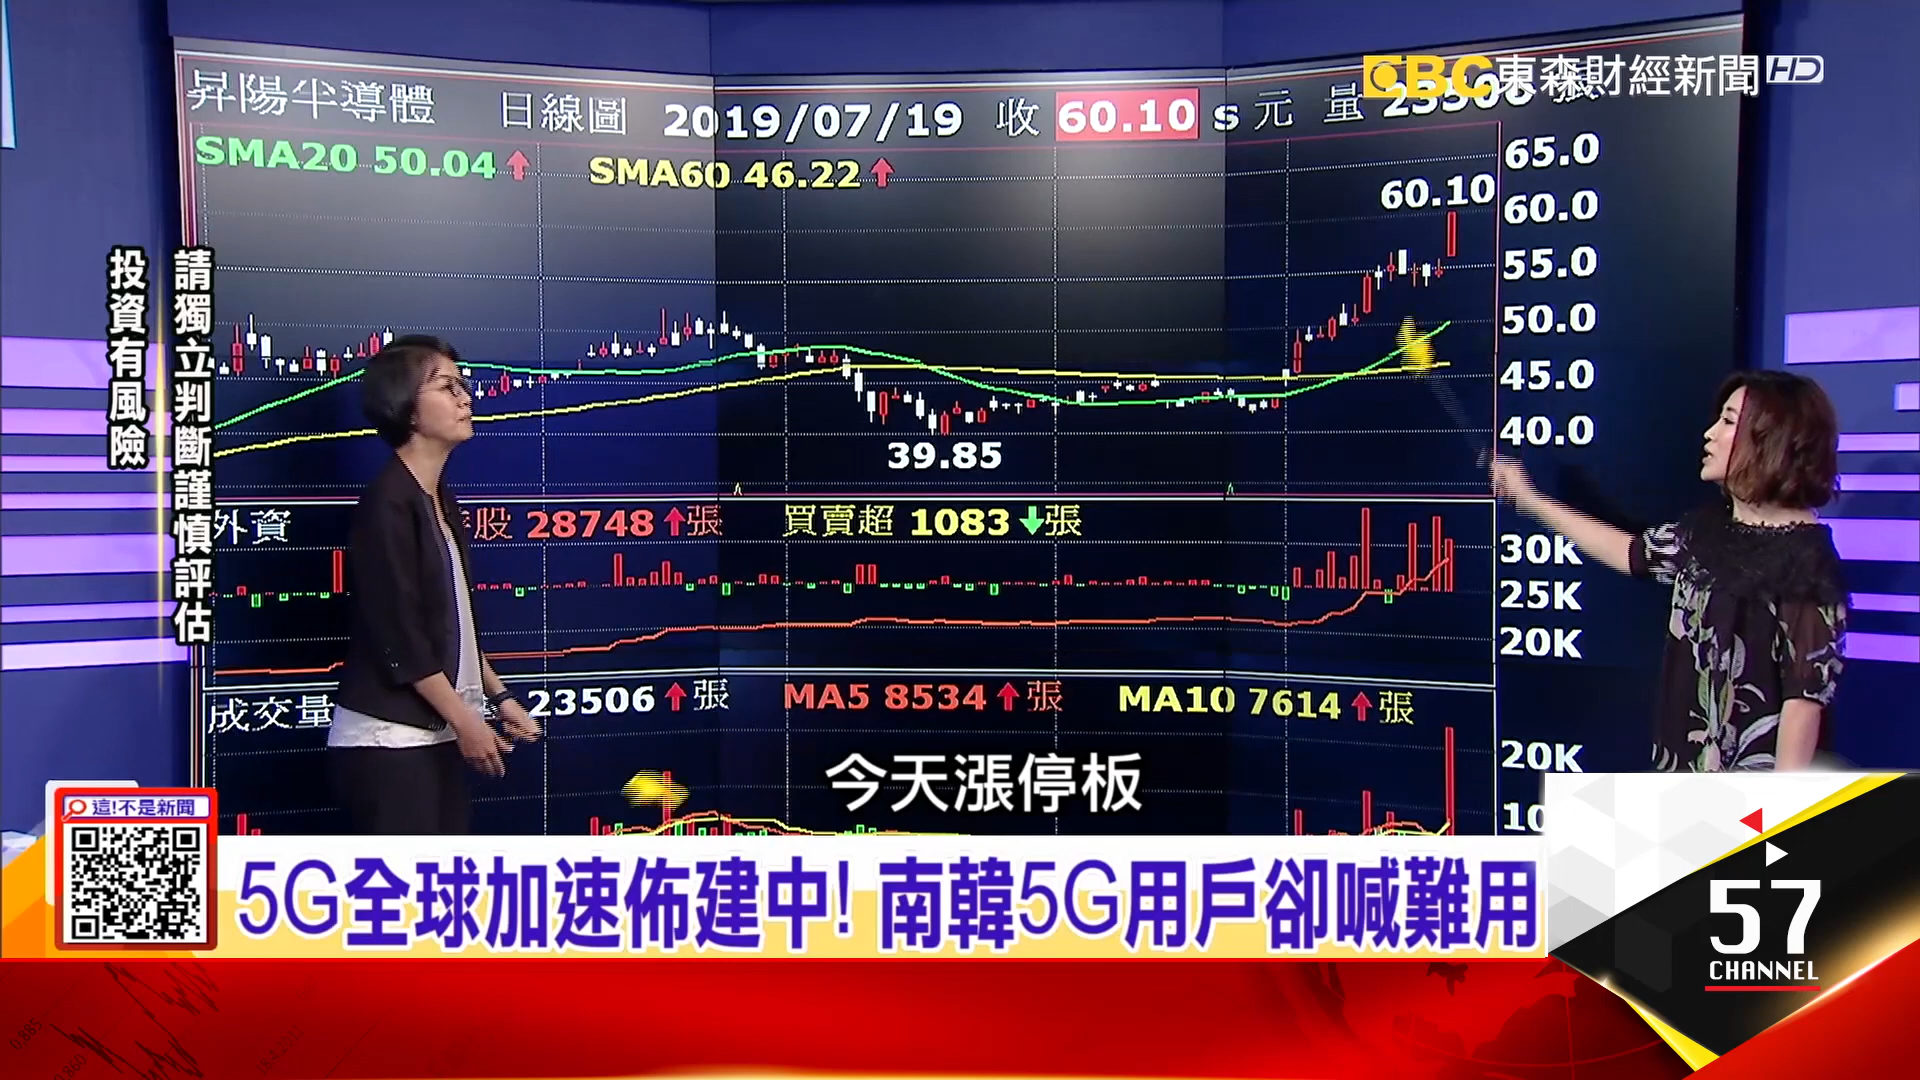 EBC 東森財經新聞 HD
昇陽半導體 日線圖 2019/07/19 收 60.10 s 元 量 23506 張
SMA20 50.04↑ SMA60 46.22↑
65.0
60.10
60.0
55.0
50.0
45.0
40.0
39.85
請獨立判斷謹慎評估
投資有風險
外資 持股 28748↑張 買賣超 1083↓張
30K
25K
20K
成交量 23506↑張 MA5 8534↑張 MA10 7614↑張
20K
10
今天漲停板
這!不是新聞
5G全球加速佈建中! 南韓5G用戶卻喊難用
57
CHANNEL